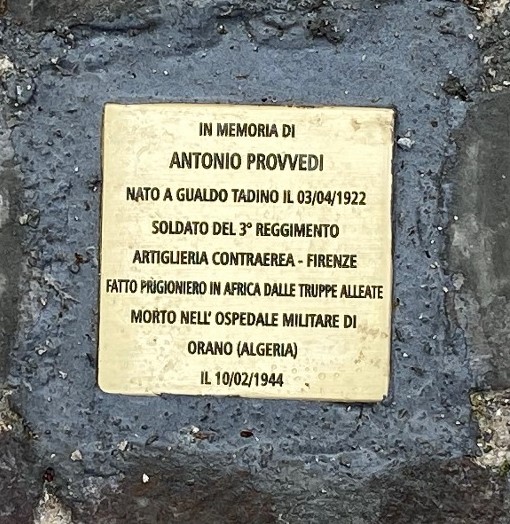 IN MEMORIA DI
ANTONIO PROVVEDI
NATO A GUALDO TADINO IL 03/04/1922
SOLDATO DEL 3° REGGIMENTO
ARTIGLIERIA CONTRAEREA - FIRENZE
FATTO PRIGIONIERO IN AFRICA DALLE TRUPPE ALLEATE
MORTO NELL' OSPEDALE MILITARE DI
ORANO (ALGERIA)
IL 10/02/1944